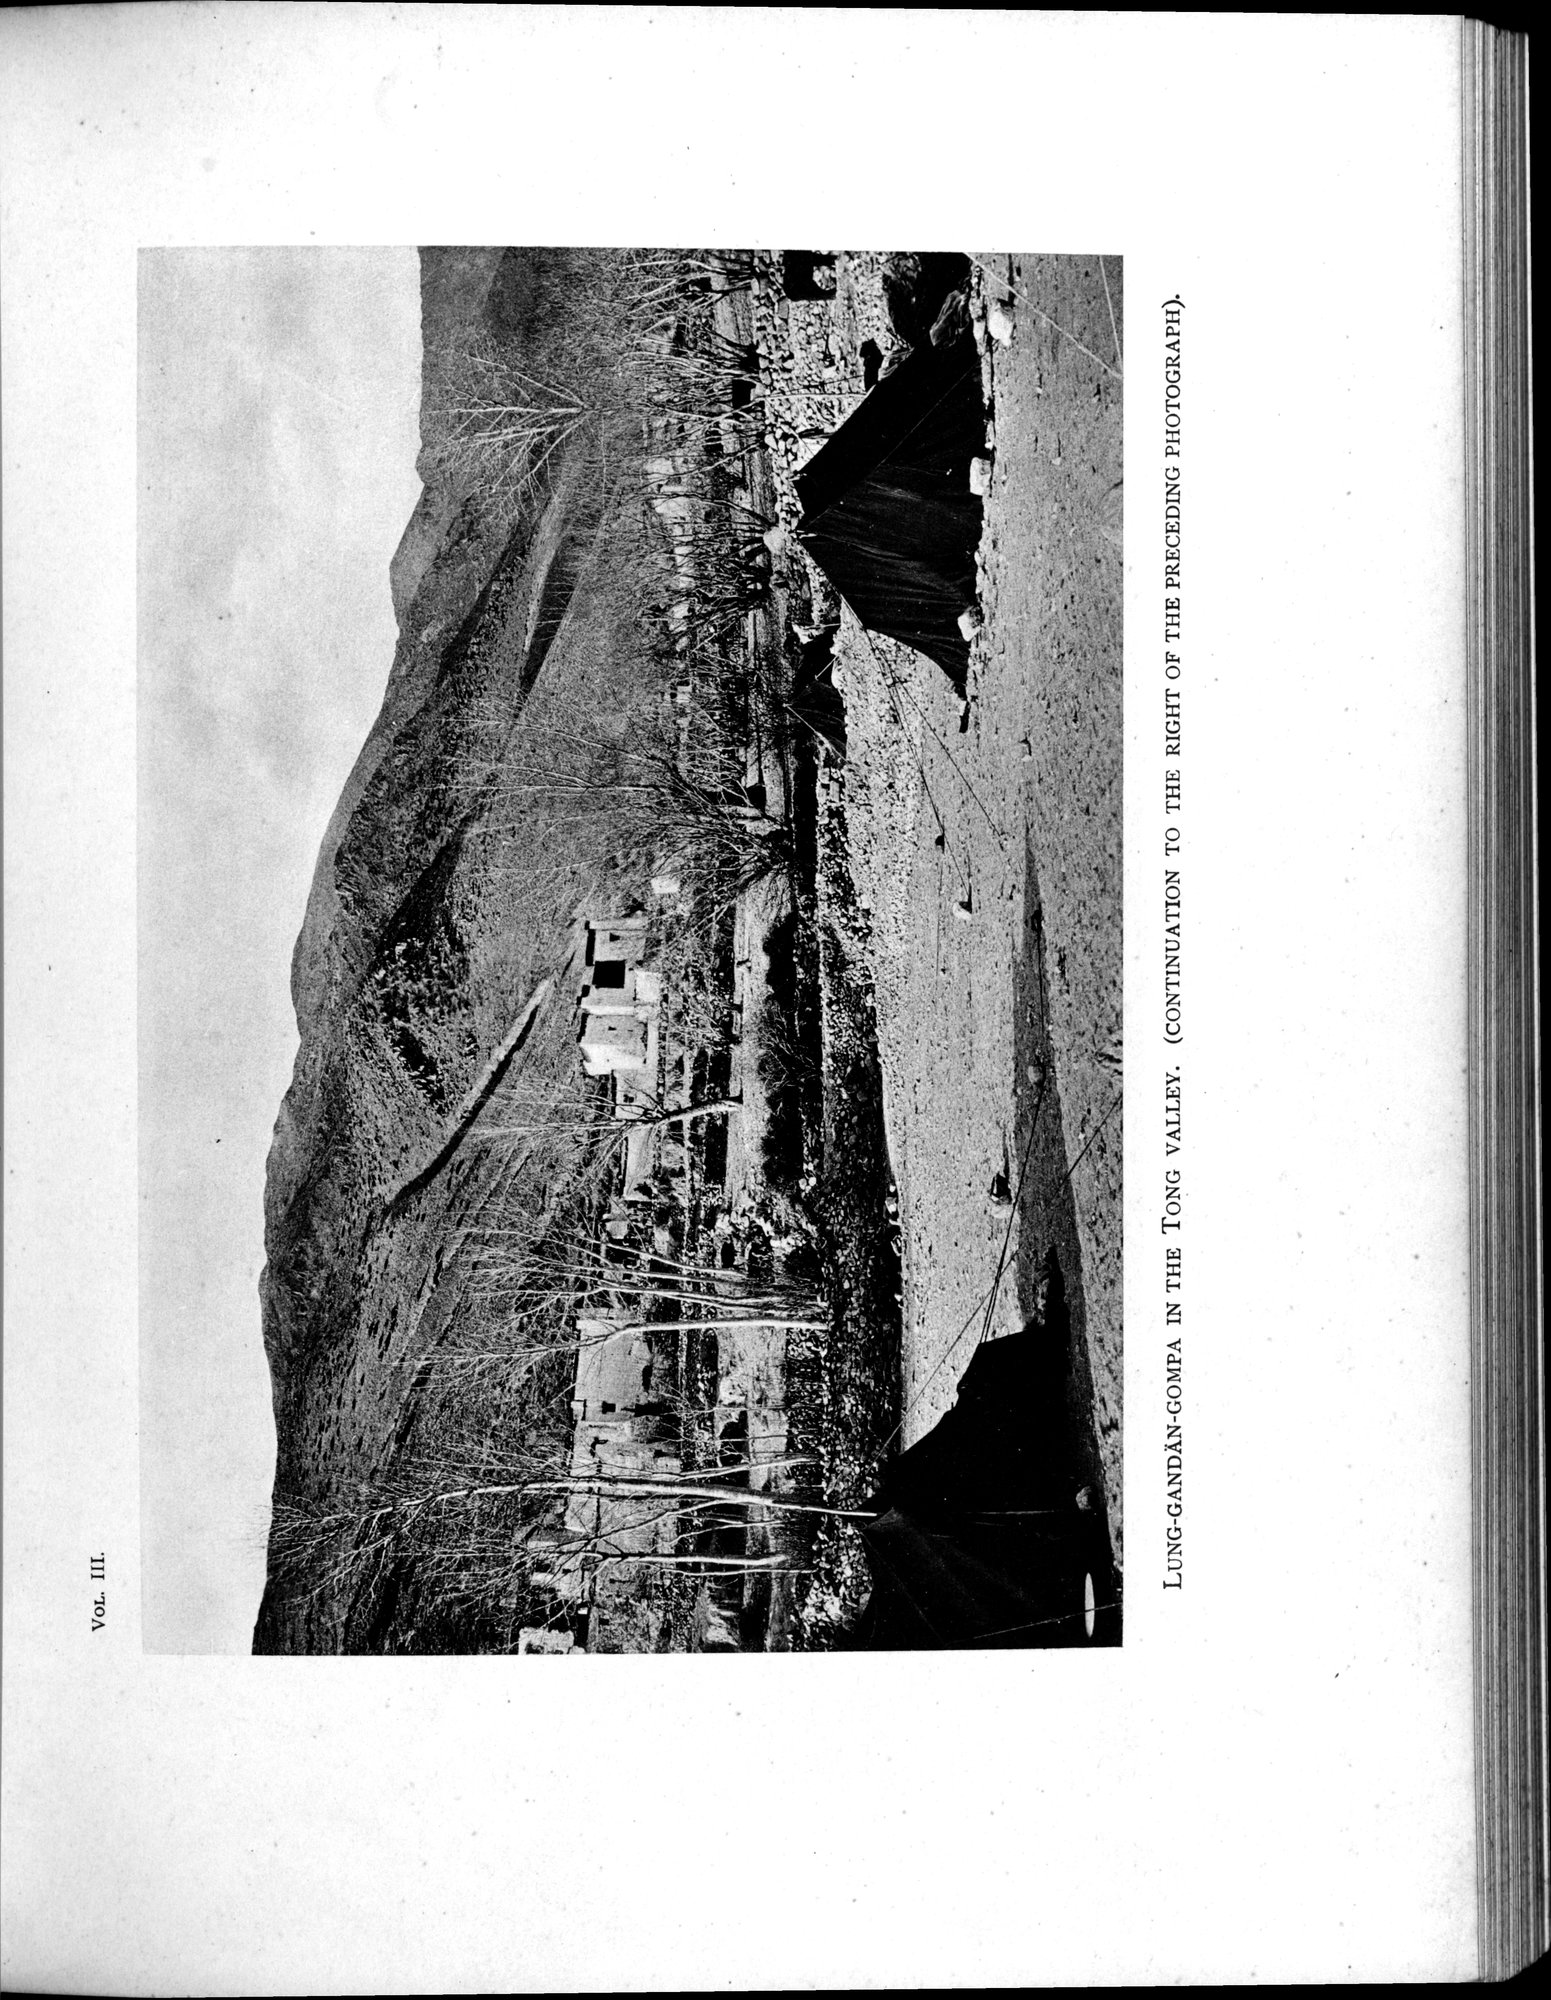 VOL. III.
LUNG-GANDÄN-GOMPA IN THE TONG VALLEY. (CONTINUATION TO THE RIGHT OF THE PRECEDING PHOTOGRAPH).